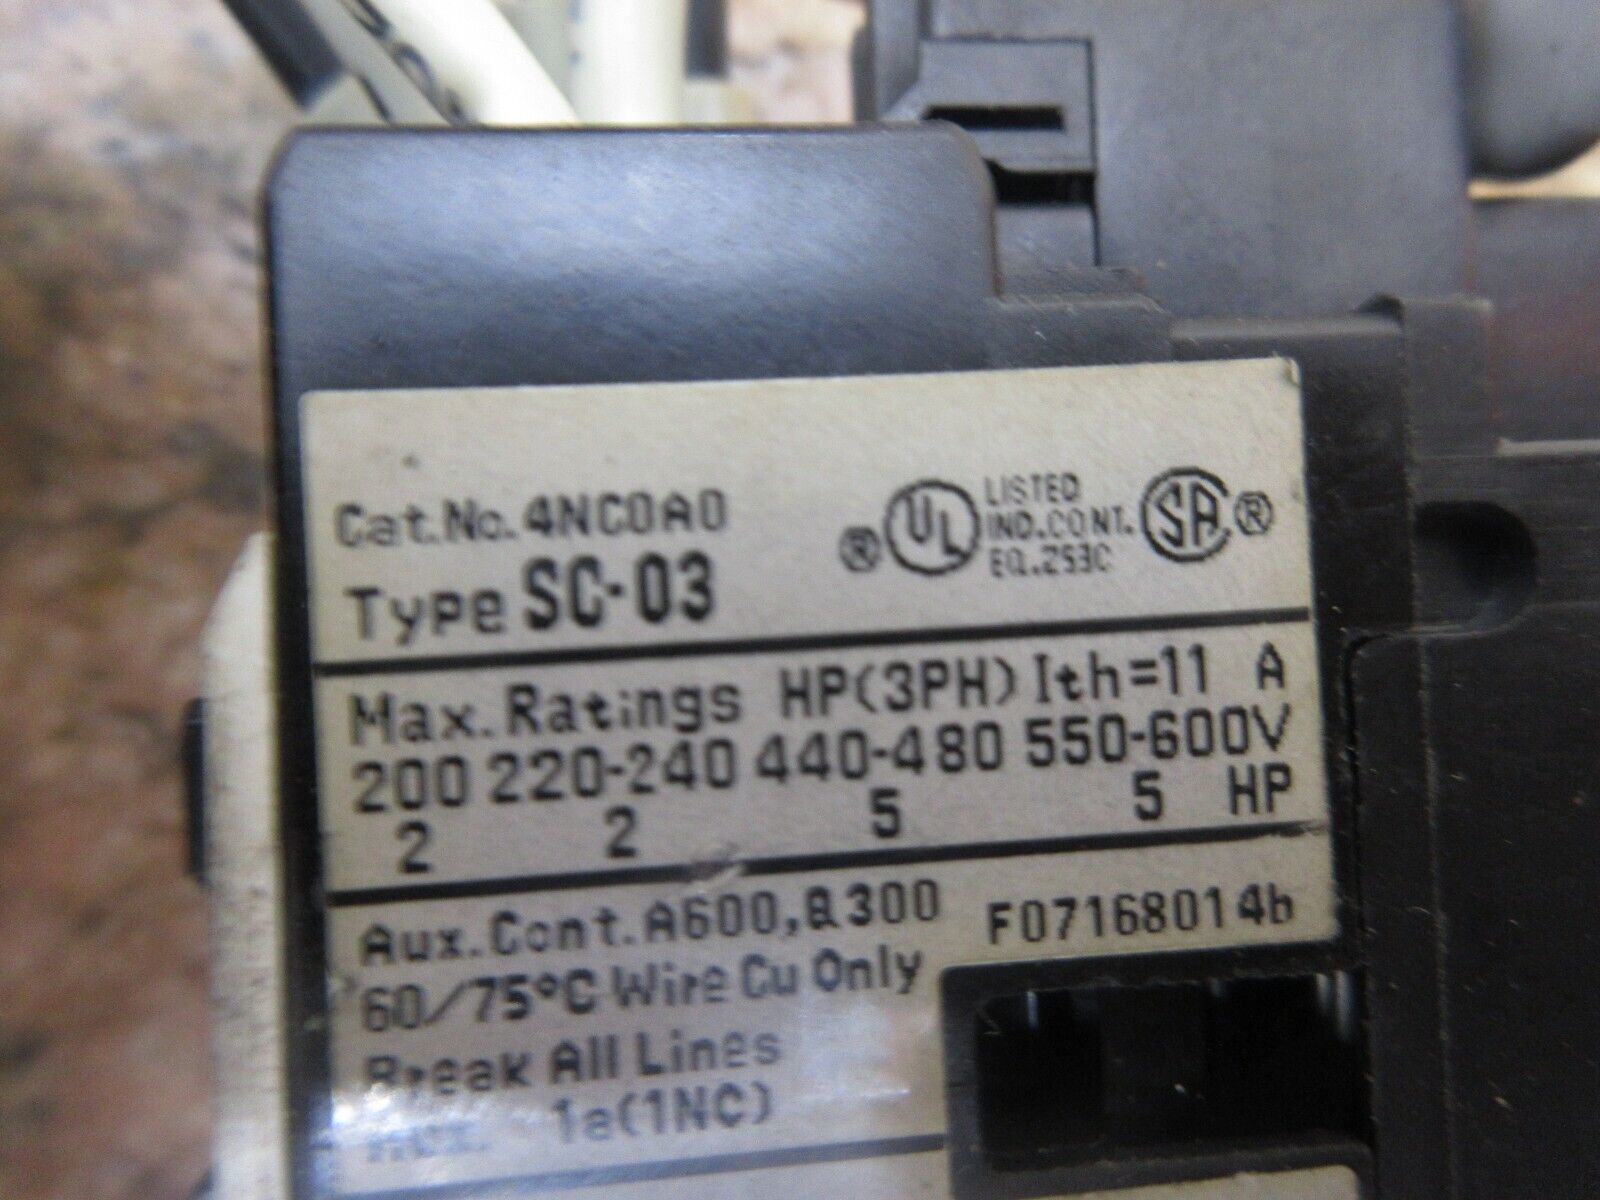 Cat.No. 4NC0A0
Type SC-03
® UL LISTED
IND.CONT.
EQ.253C
SA ®
Max. Ratings HP(3PH) Ith=11 A
200 220-240 440-480 550-600V
2 2 5 5 HP
Aux.Cont.A600, 300
F07168014b
60/75°C Wire Cu Only
Break All Lines
1a(1NC)